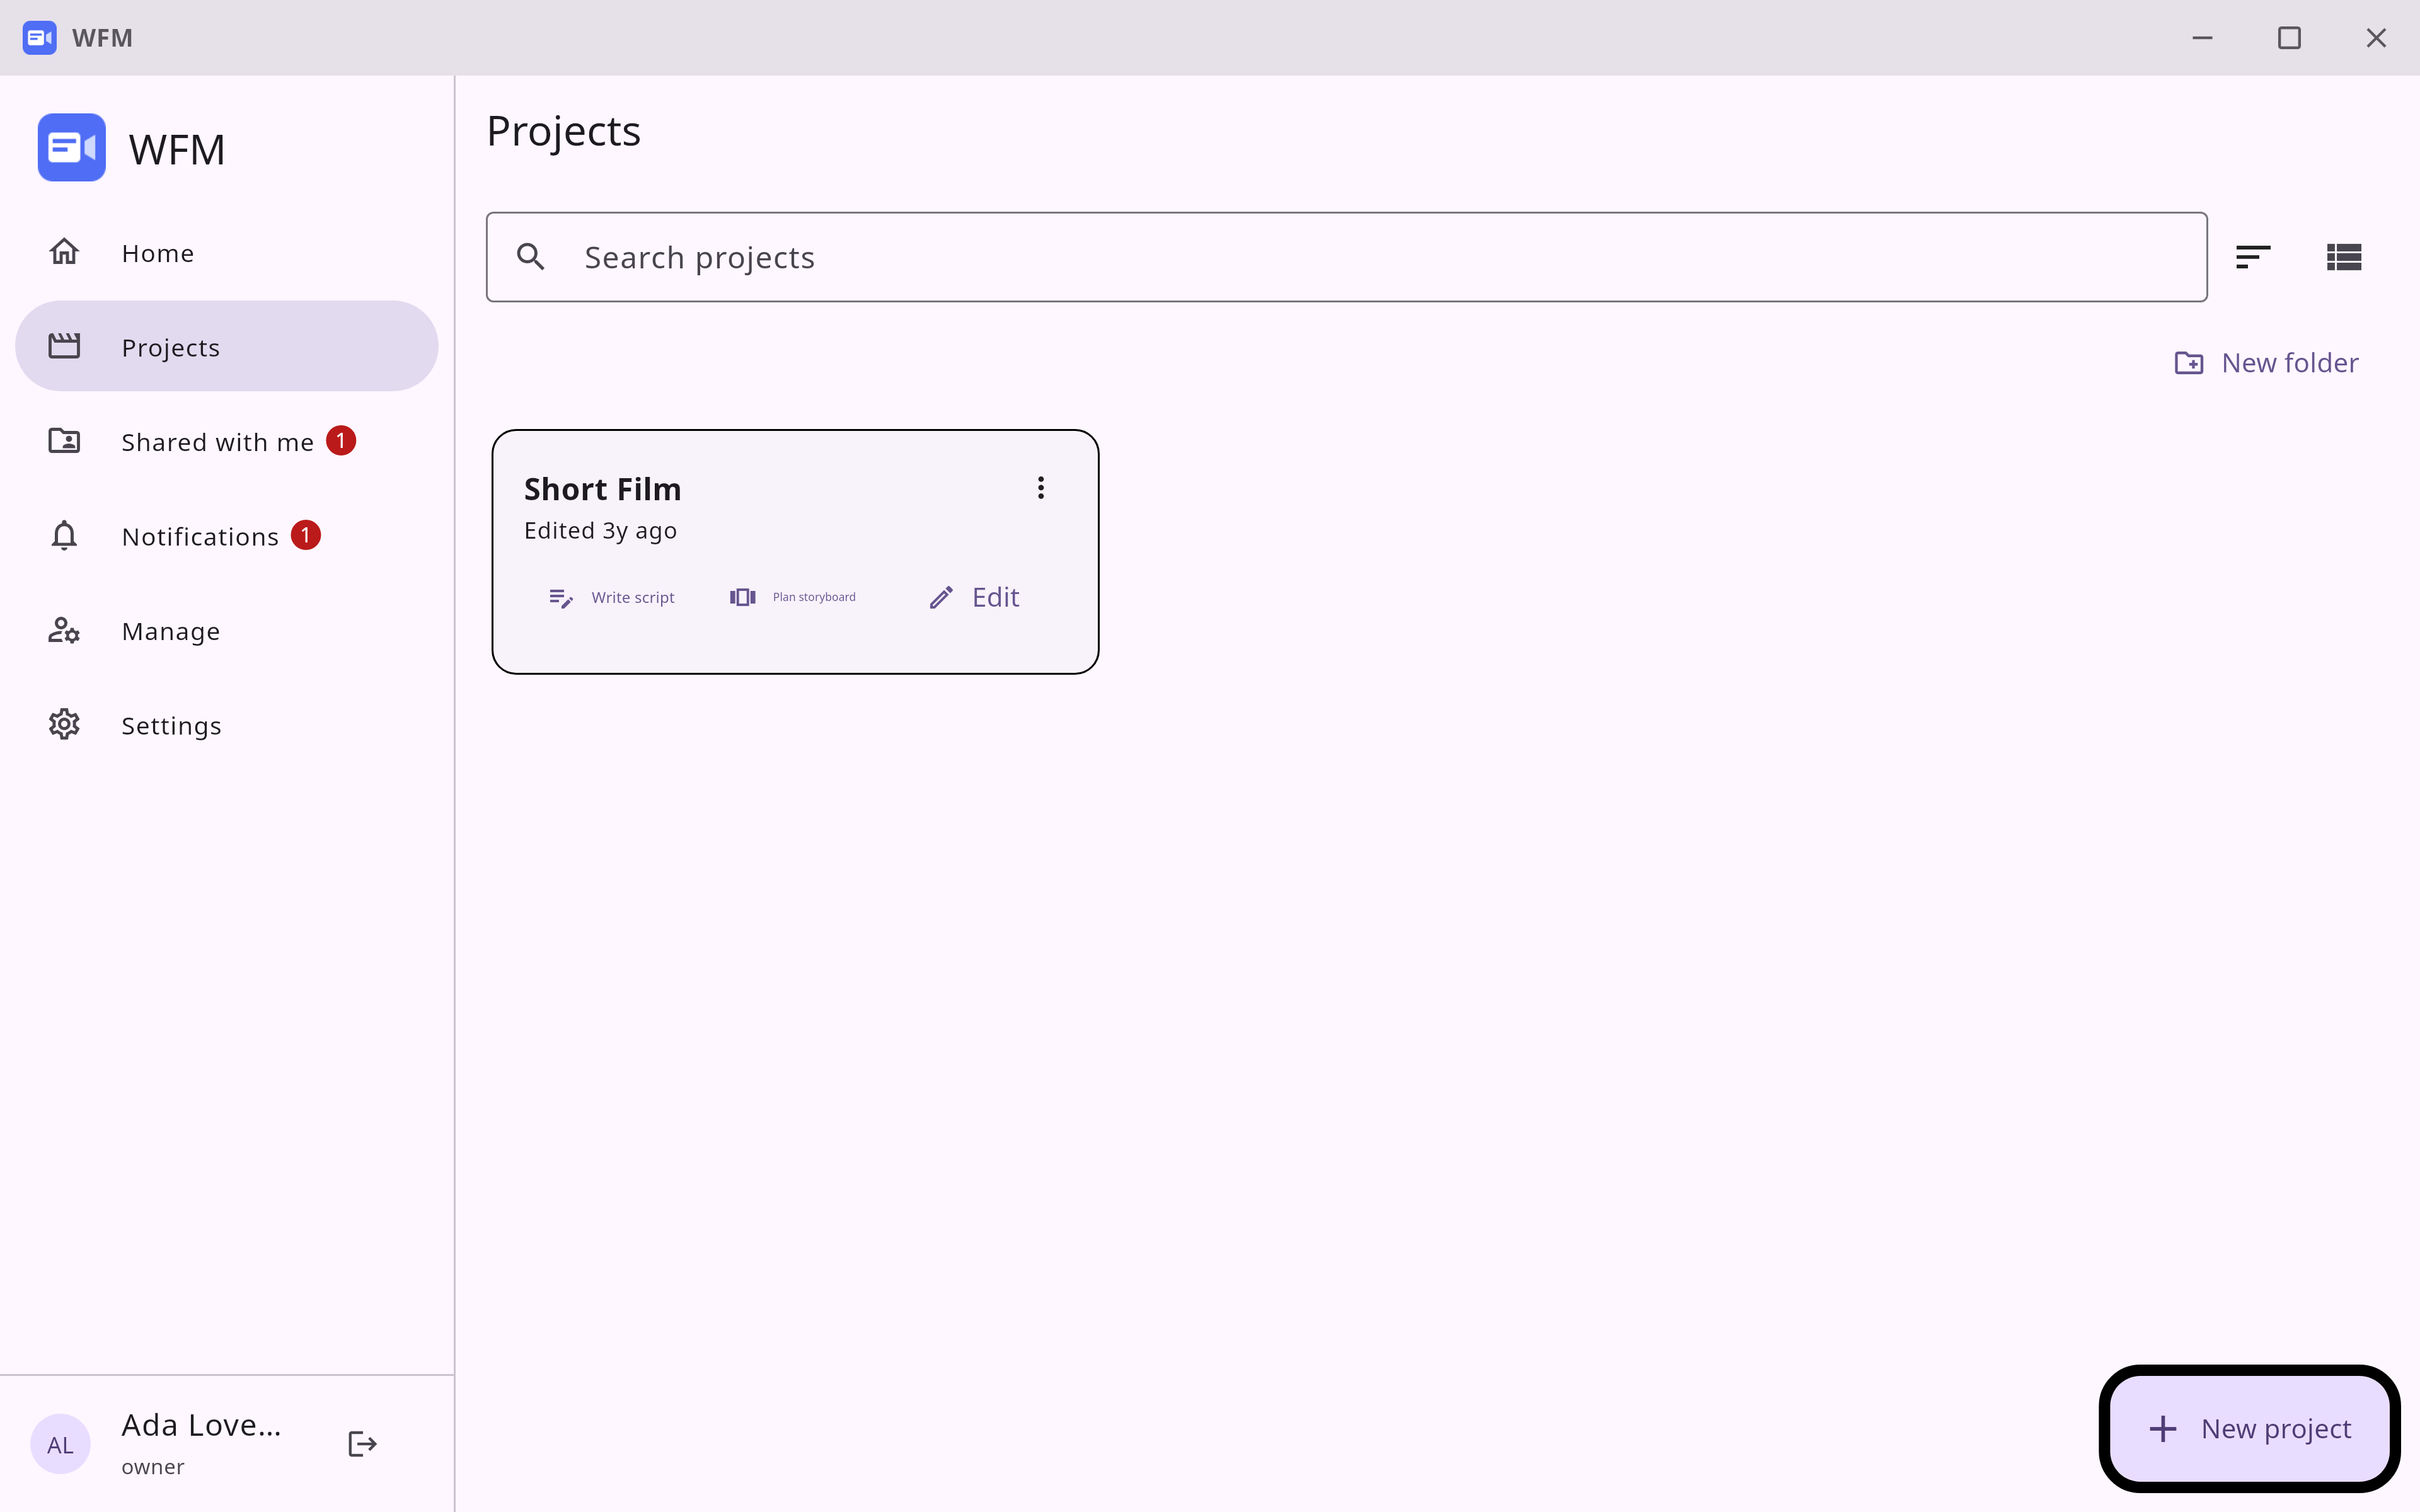 WFM
WFM
Home
Projects
Shared with me 1
Notifications 1
Manage
Settings
Ada Love...
AL
owner
Projects
Search projects
New folder
Short Film
Edited 3y ago
Write script
Plan storyboard
Edit
New project